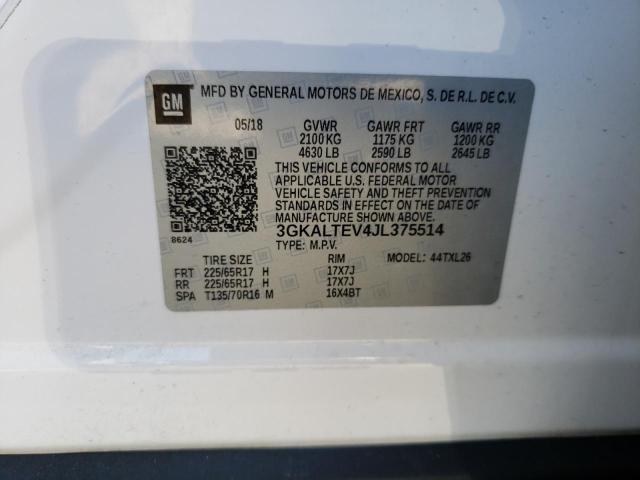 GM
MFD BY GENERAL MOTORS DE MEXICO, S. DE R.L. DE C.V.
05/18 GVWR GAWR FRT GAWR RR
2100 KG 1175 KG 1200 KG
4630 LB 2590 LB 2645 LB
THIS VEHICLE CONFORMS TO ALL
APPLICABLE U.S. FEDERAL MOTOR
VEHICLE SAFETY AND THEFT PREVENTION
STANDARDS IN EFFECT ON THE DATE OF
MANUFACTURE SHOWN ABOVE.
8624
3GKALTEV4JL375514
TYPE: M.P.V. MODEL: 44TXL26
TIRE SIZE RIM
FRT 225/65R17 H 17X7J
RR 225/65R17 H 17X7J
SPA T135/70R16 M 16X4BT